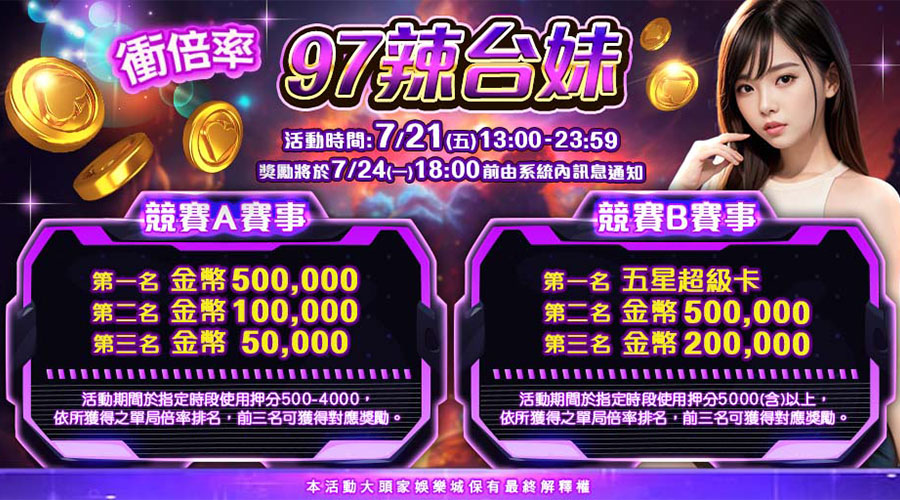 衝倍率
97辣台妹
活動時間:7/21(五)13:00-23:59
獎勵將於7/24(一)18:00前由系統內訊息通知
競賽A賽事
第一名 金幣500,000
第二名 金幣100,000
第三名 金幣 50,000
活動期間於指定時段使用押分500-4000，
依所獲得之單局倍率排名，前三名可獲得對應獎勵。
競賽B賽事
第一名 五星超級卡
第二名 金幣500,000
第三名 金幣200,000
活動期間於指定時段使用押分5000(含)以上，
依所獲得之單局倍率排名，前三名可獲得對應獎勵。
本活動大頭家娛樂城保有最終解釋權